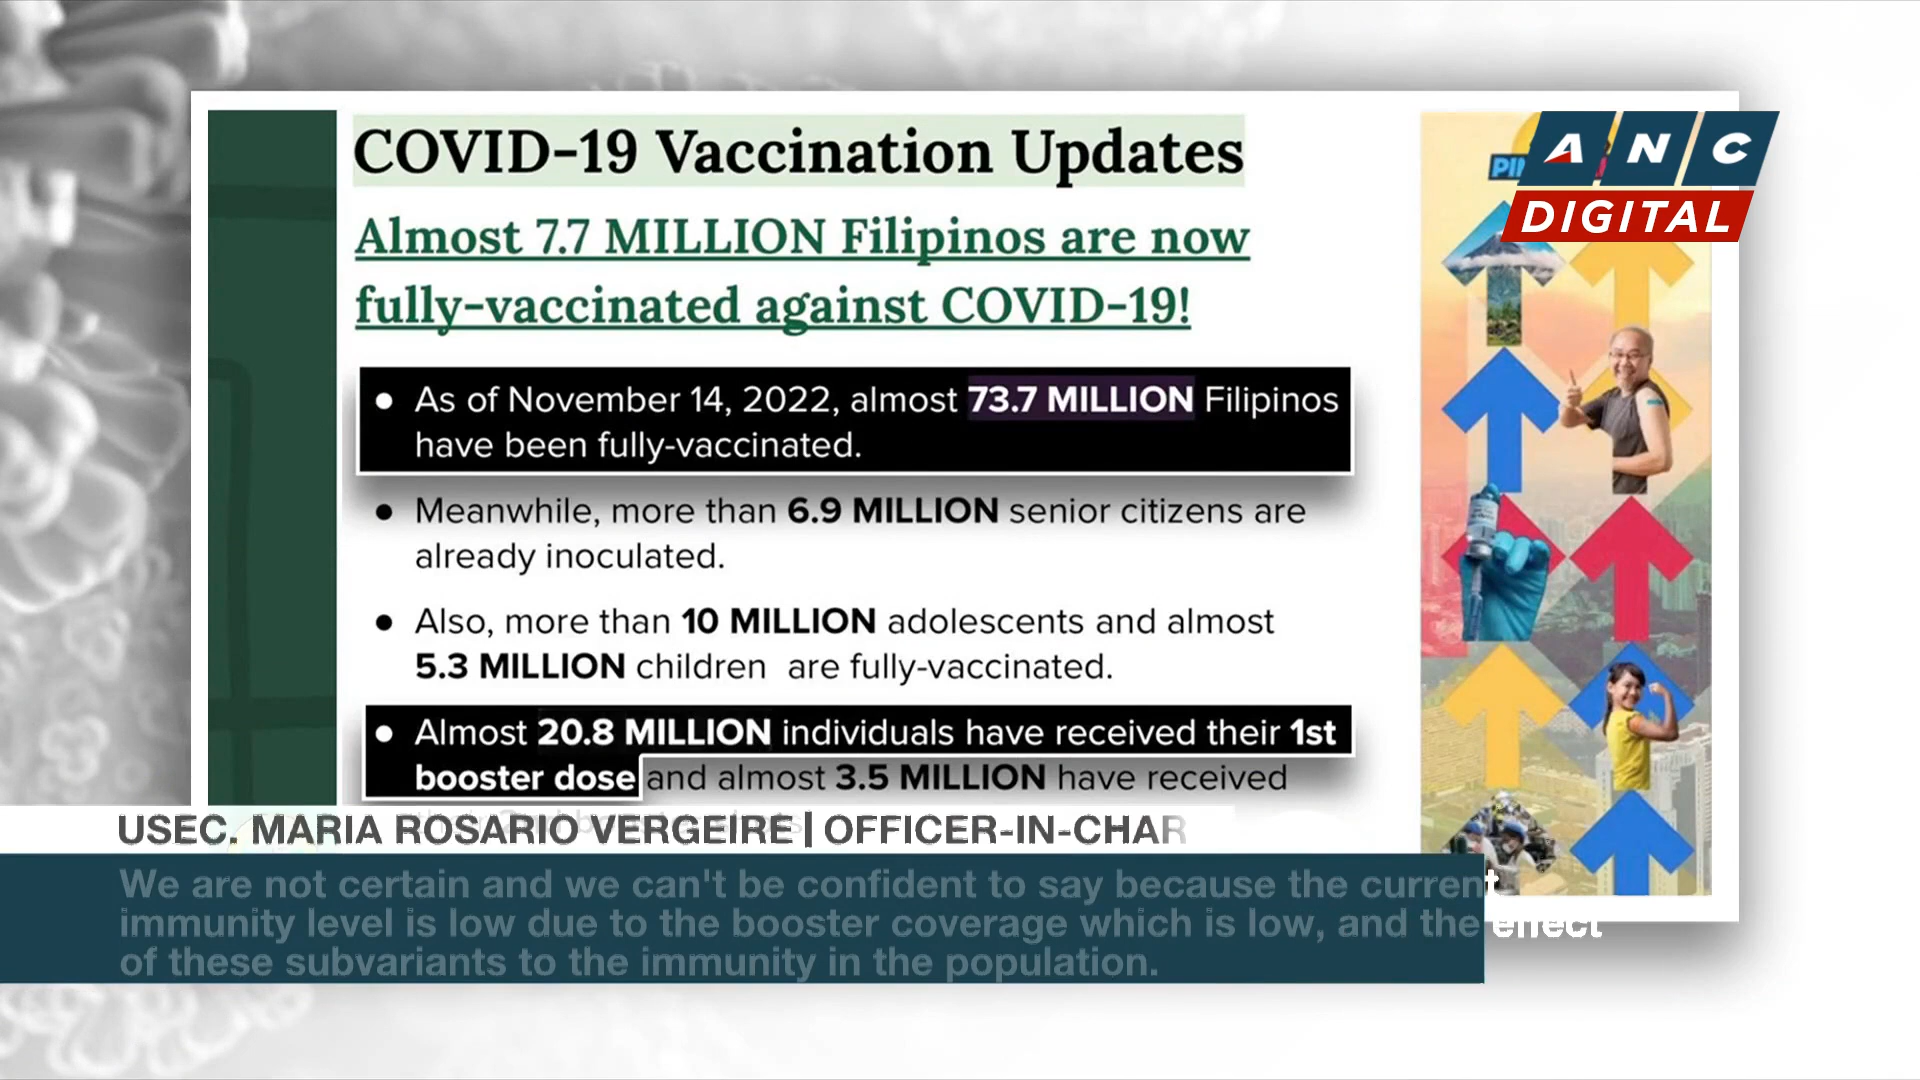 COVID-19 Vaccination Updates
Almost 7.7 MILLION Filipinos are now
fully-vaccinated against COVID-19!
● As of November 14, 2022, almost 73.7 MILLION Filipinos
have been fully-vaccinated.
● Meanwhile, more than 6.9 MILLION senior citizens are
already inoculated.
● Also, more than 10 MILLION adolescents and almost
5.3 MILLION children are fully-vaccinated.
● Almost 20.8 MILLION individuals have received their 1st
booster dose and almost 3.5 MILLION have received
ANC
DIGITAL
USEC. MARIA ROSARIO VERGEIRE | OFFICER-IN-CHAR
We are not certain and we can't be confident to say because the current
immunity level is low due to the booster coverage which is low, and the effect
of these subvariants to the immunity in the population.